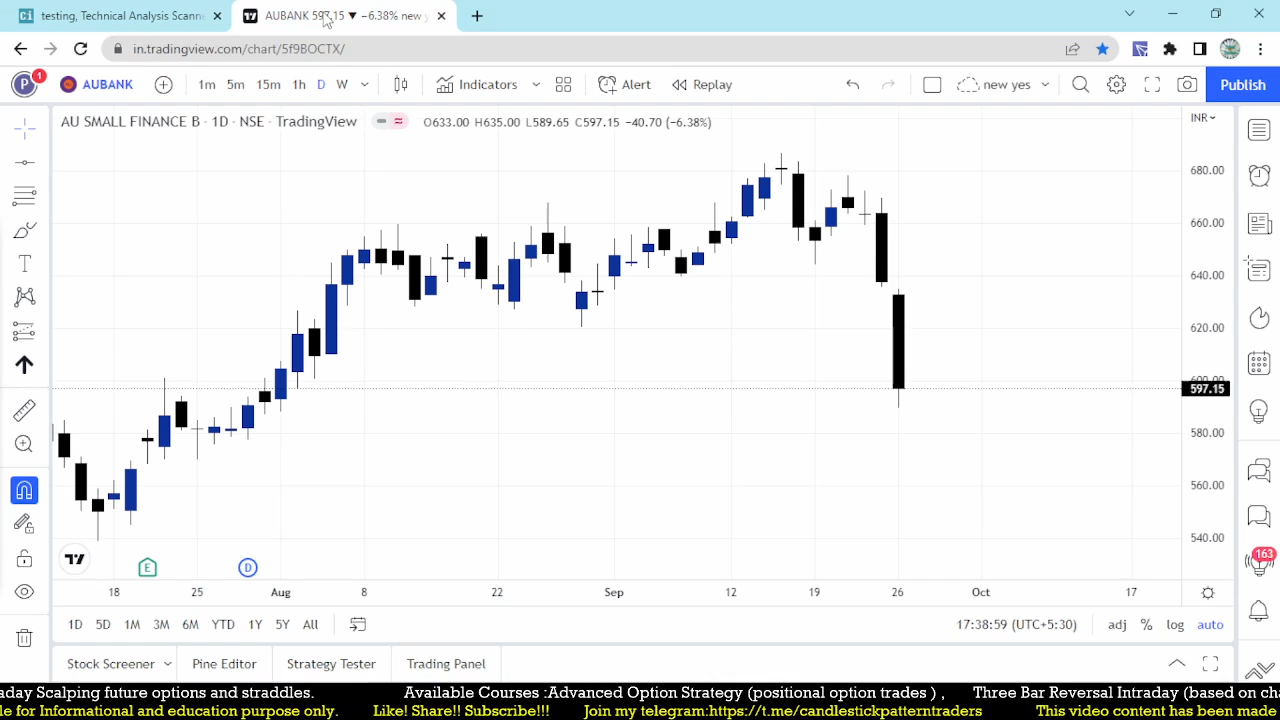 testing, Technical Analysis Scanne
AUBANK 597.15 ▼ −6.38% new y
in.tradingview.com/chart/5f9BOCTX/
P 1 AUBANK 1m 5m 15m 1h D W Indicators Alert Replay new yes Publish
AU SMALL FINANCE B · 1D · NSE · TradingView O633.00 H635.00 L589.65 C597.15 −40.70 (−6.38%) INR
680.00
660.00
640.00
620.00
600.00
597.15
580.00
560.00
540.00
E D
18 25 Aug 8 22 Sep 12 19 26 Oct 17
163
1D 5D 1M 3M 6M YTD 1Y 5Y All 17:38:59 (UTC+5:30) adj % log auto
Stock Screener Pine Editor Strategy Tester Trading Panel
aday Scalping future options and straddles. Available Courses :Advanced Option Strategy (positional option trades ) , Three Bar Reversal Intraday (based on cha
le for Informational and education purpose only. Like! Share!! Subscribe!!! Join my telegram:https://t.me/candlestickpatterntraders This video content has been made